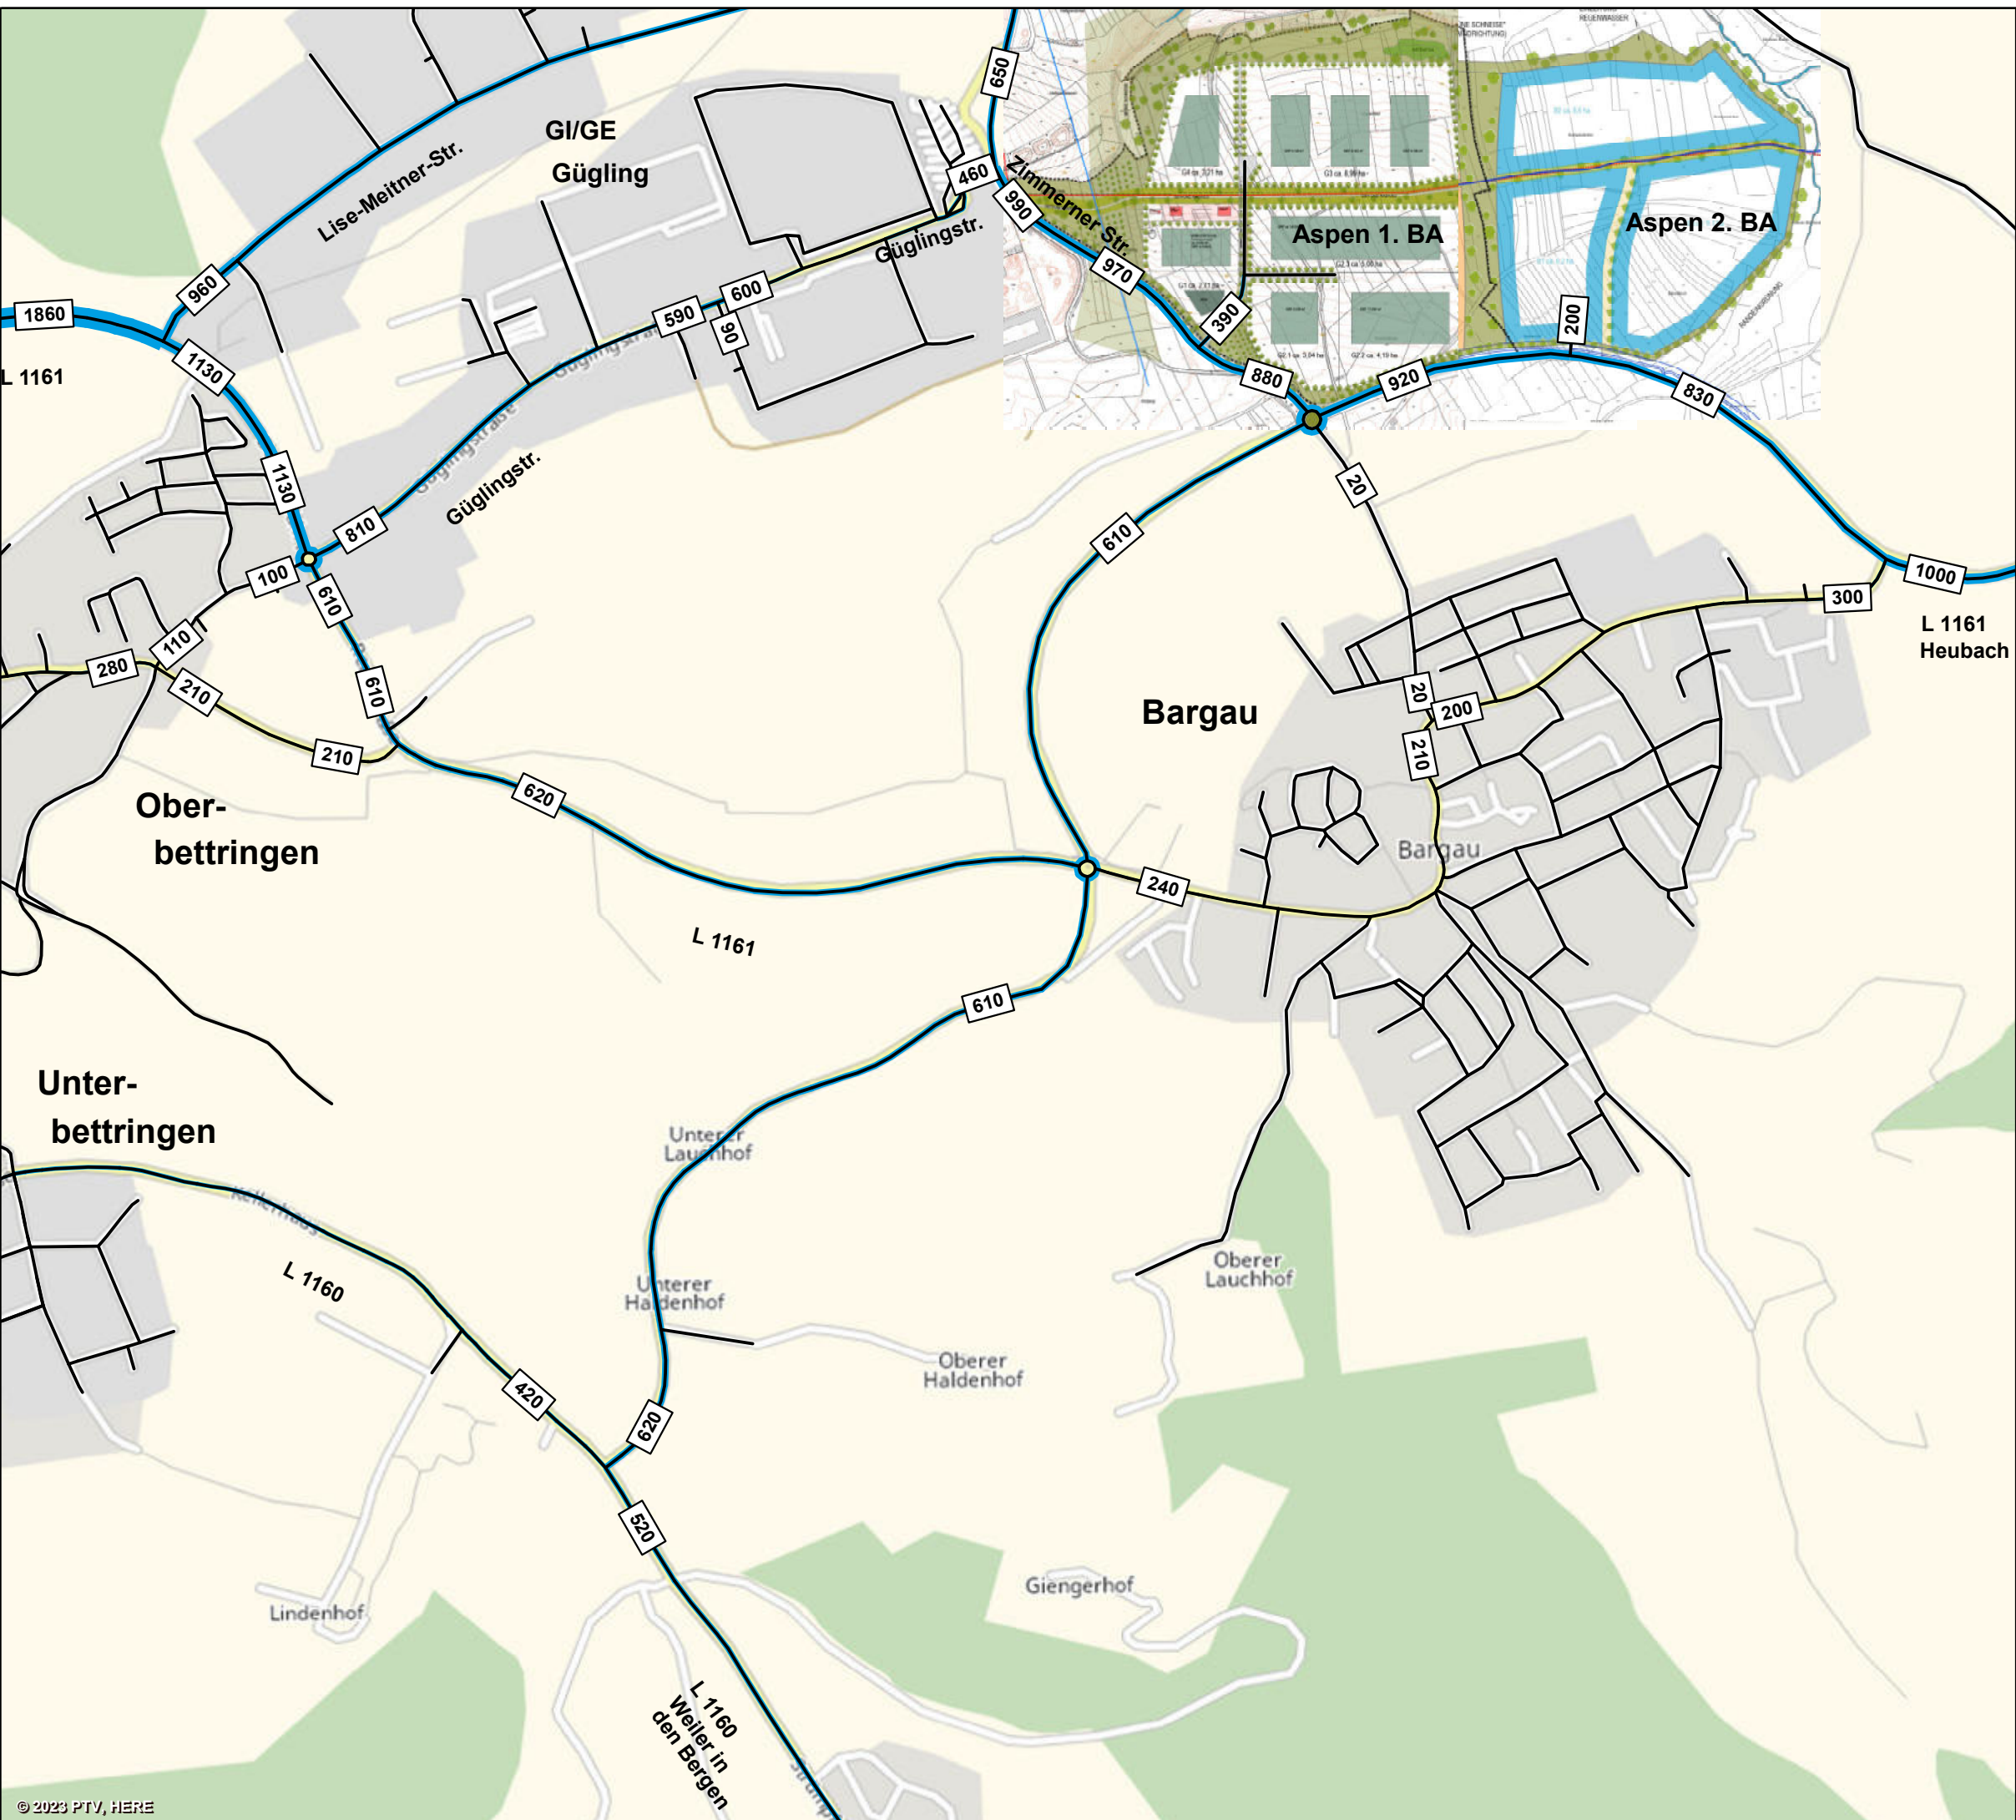 650
GI/GE
Gügling
Lise-Meitner-Str.
460
Zimmerner Str.
990
Güglingstr.
Aspen 1. BA
Aspen 2. BA
970
960
600
590
90
390
200
1860
1130
L 1161
880
920
830
Güglingstraße
Güglingstr.
1130
810
20
610
100
610
1000
300
L 1161
Heubach
110
280
210
610
20
200
Bargau
210
210
620
Ober-
bettringen
Bargau
240
L 1161
610
Unter-
bettringen
Unterer
Lauchhof
L 1160
Unterer
Haldenhof
Oberer
Lauchhof
Oberer
Haldenhof
420
620
520
Giengerhof
Lindenhof
L 1160
Weiler in
den Bergen
© 2023 PTV, HERE